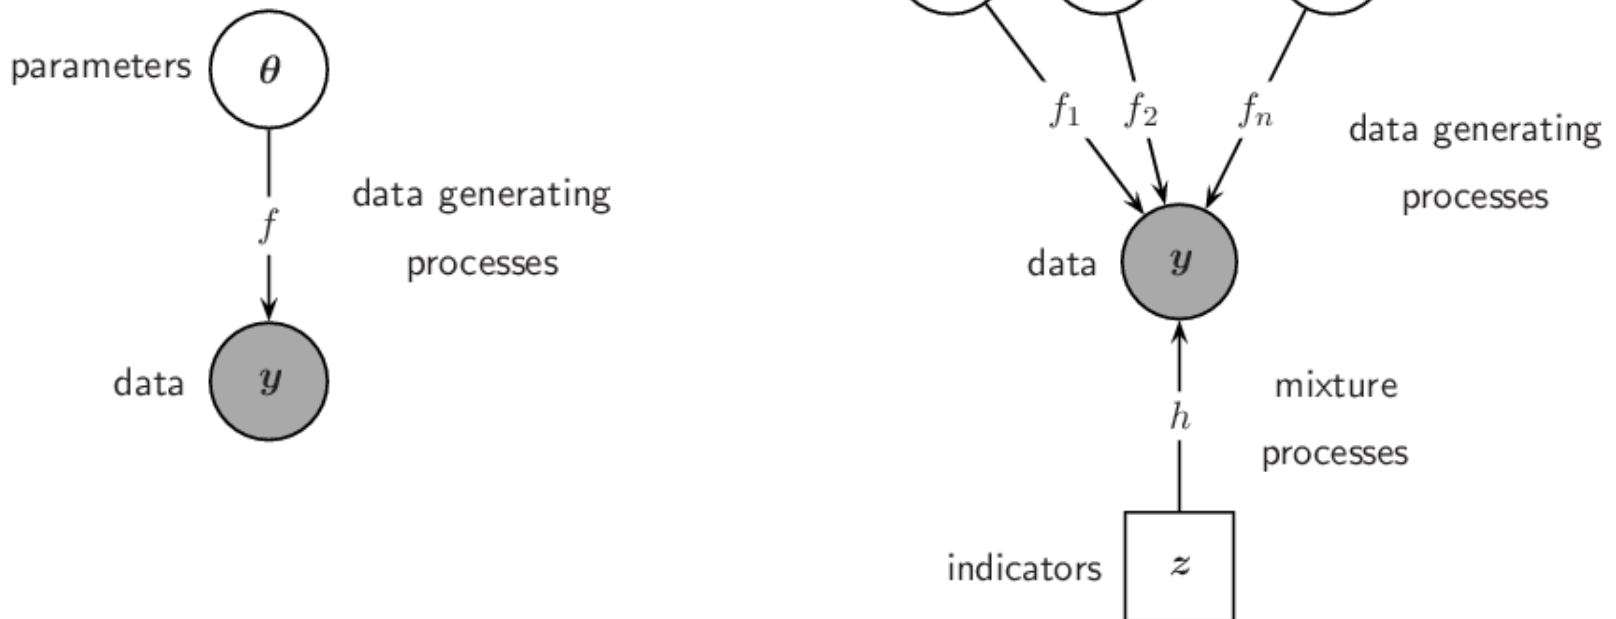 parameters
θ
f
data generating
processes
data
y
f1 f2 fn
data generating
processes
data
y
h
mixture
processes
indicators
z